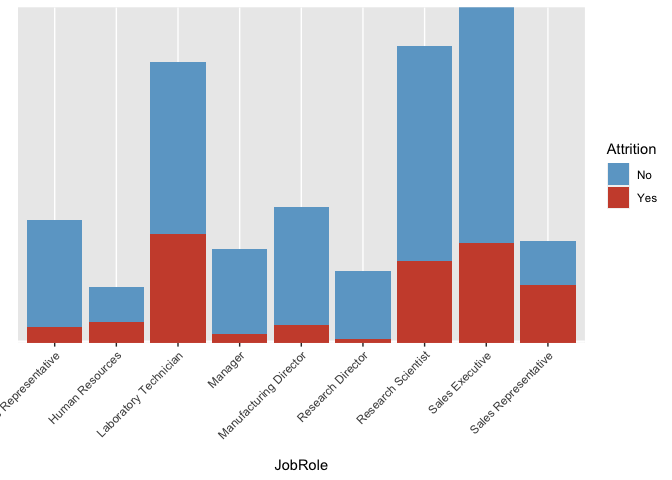 Attrition
No
Yes
Representative
Human Resources
Laboratory Technician
Manager
Manufacturing Director
Research Director
Research Scientist
Sales Executive
Sales Representative
JobRole